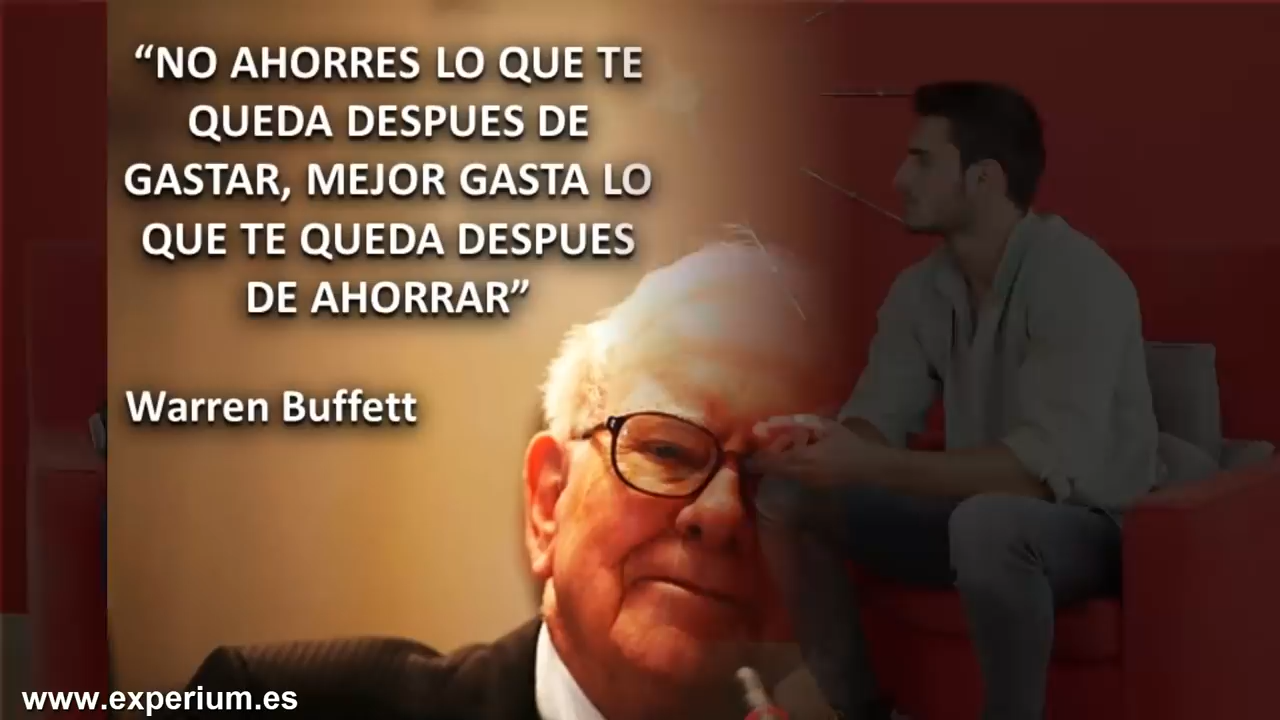 “NO AHORRES LO QUE TE
QUEDA DESPUES DE
GASTAR, MEJOR GASTA LO
QUE TE QUEDA DESPUES
DE AHORRAR”
Warren Buffett
www.experium.es